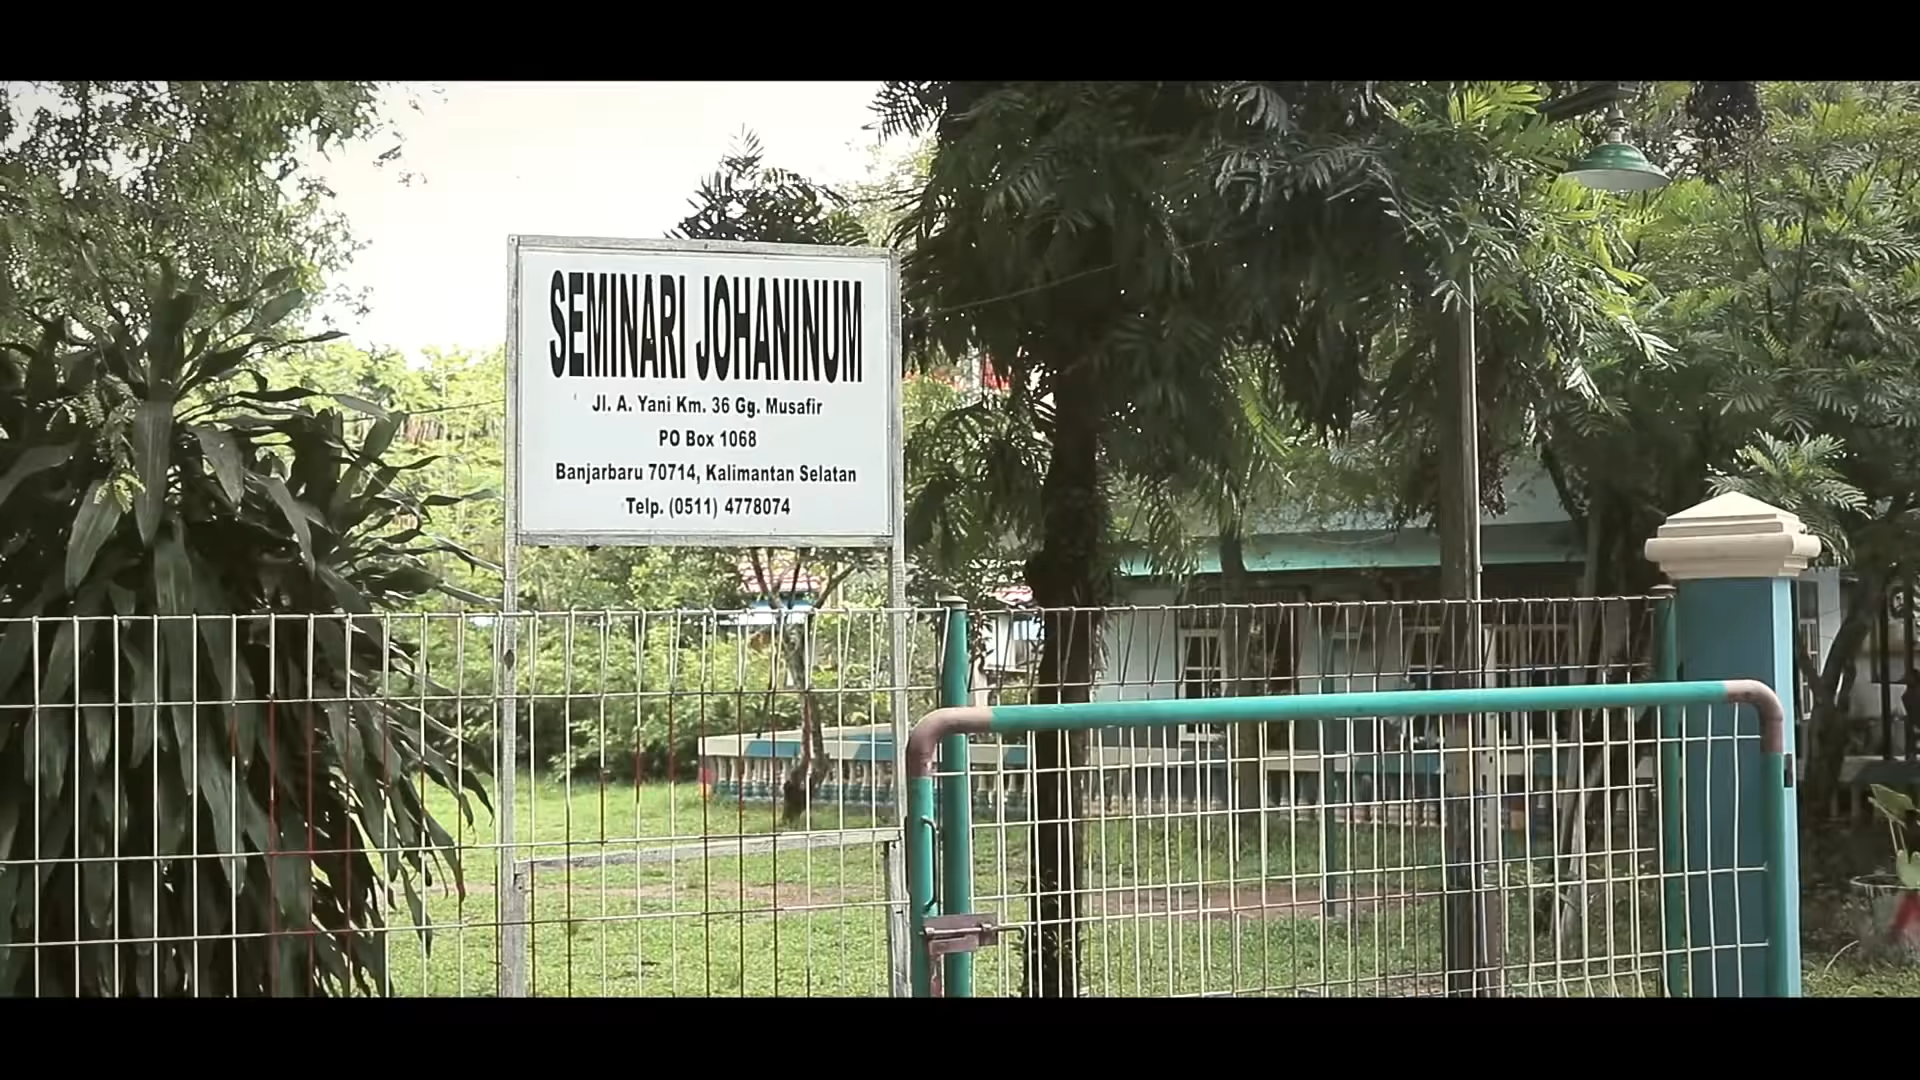 SEMINARI JOHANINUM
Jl. A. Yani Km. 36 Gg. Musafir
PO Box 1068
Banjarbaru 70714, Kalimantan Selatan
Telp. (0511) 4778074